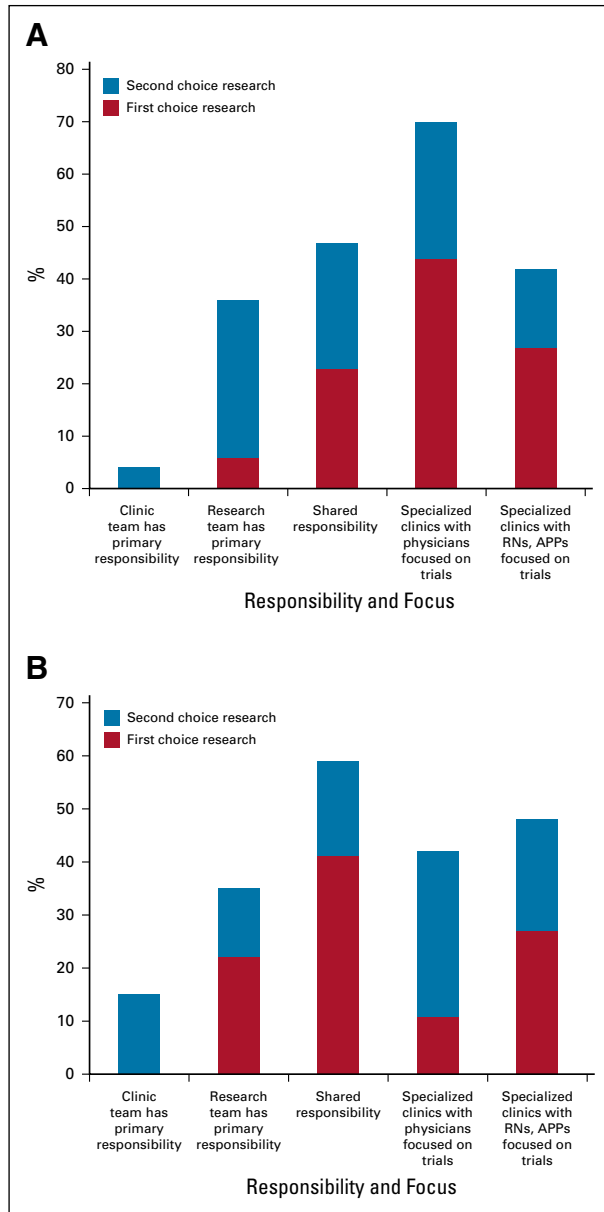 A
80
70
60
50
40
30
20
10
0
%
Second choice research
First choice research
Clinic
team has
primary
responsibility
Research
team has
primary
responsibility
Shared
responsibility
Specialized
clinics with
physicians
focused on
trials
Specialized
clinics with
RNs, APPs
focused on
trials
Responsibility and Focus
B
70
60
50
40
30
20
10
0
%
Second choice research
First choice research
Clinic
team has
primary
responsibility
Research
team has
primary
responsibility
Shared
responsibility
Specialized
clinics with
physicians
focused on
trials
Specialized
clinics with
RNs, APPs
focused on
trials
Responsibility and Focus